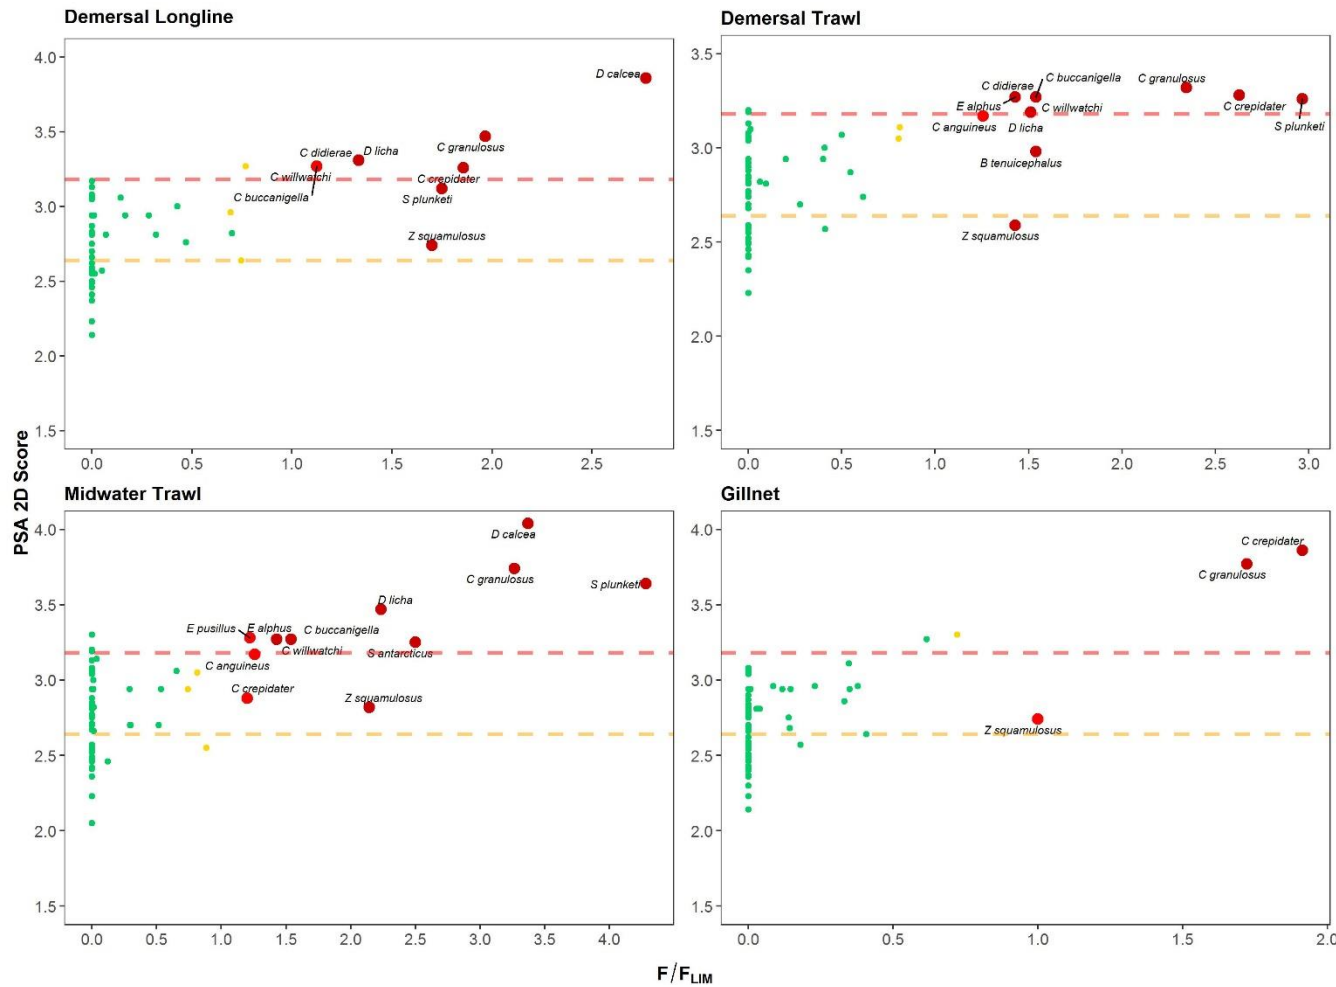 Demersal Longline
4.0
3.5
3.0
2.5
2.0
1.5
D calcea
C granulosus
C didierae
D licha
C willwatchi
C crepidater
C buccanigella
S plunketi
Z squamulosus
0.0 0.5 1.0 1.5 2.0 2.5
Demersal Trawl
3.5
3.0
2.5
2.0
1.5
C didierae
C buccanigella
C granulosus
E alphus
C willwatchi
C crepidater
C anguineus
D licha
S plunketi
B tenuicephalus
Z squamulosus
0.0 0.5 1.0 1.5 2.0 2.5 3.0
PSA 2D Score
Midwater Trawl
4.0
3.5
3.0
2.5
2.0
1.5
D calcea
C granulosus
S plunketi
D licha
E pusillus
E alphus
C buccanigella
C willwatchi
S antarcticus
C anguineus
C crepidater
Z squamulosus
0.0 0.5 1.0 1.5 2.0 2.5 3.0 3.5 4.0
Gillnet
4.0
3.5
3.0
2.5
2.0
1.5
C crepidater
C granulosus
Z squamulosus
0.0 0.5 1.0 1.5 2.0
F/FLIM